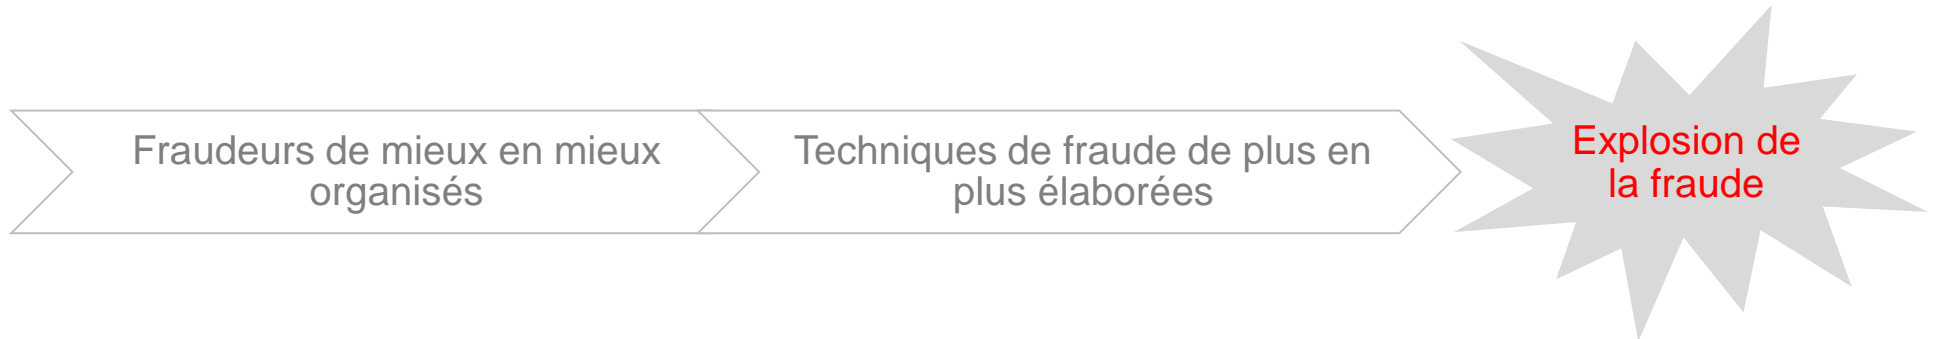 Fraudeurs de mieux en mieux
organisés
Techniques de fraude de plus en
plus élaborées
Explosion de
la fraude